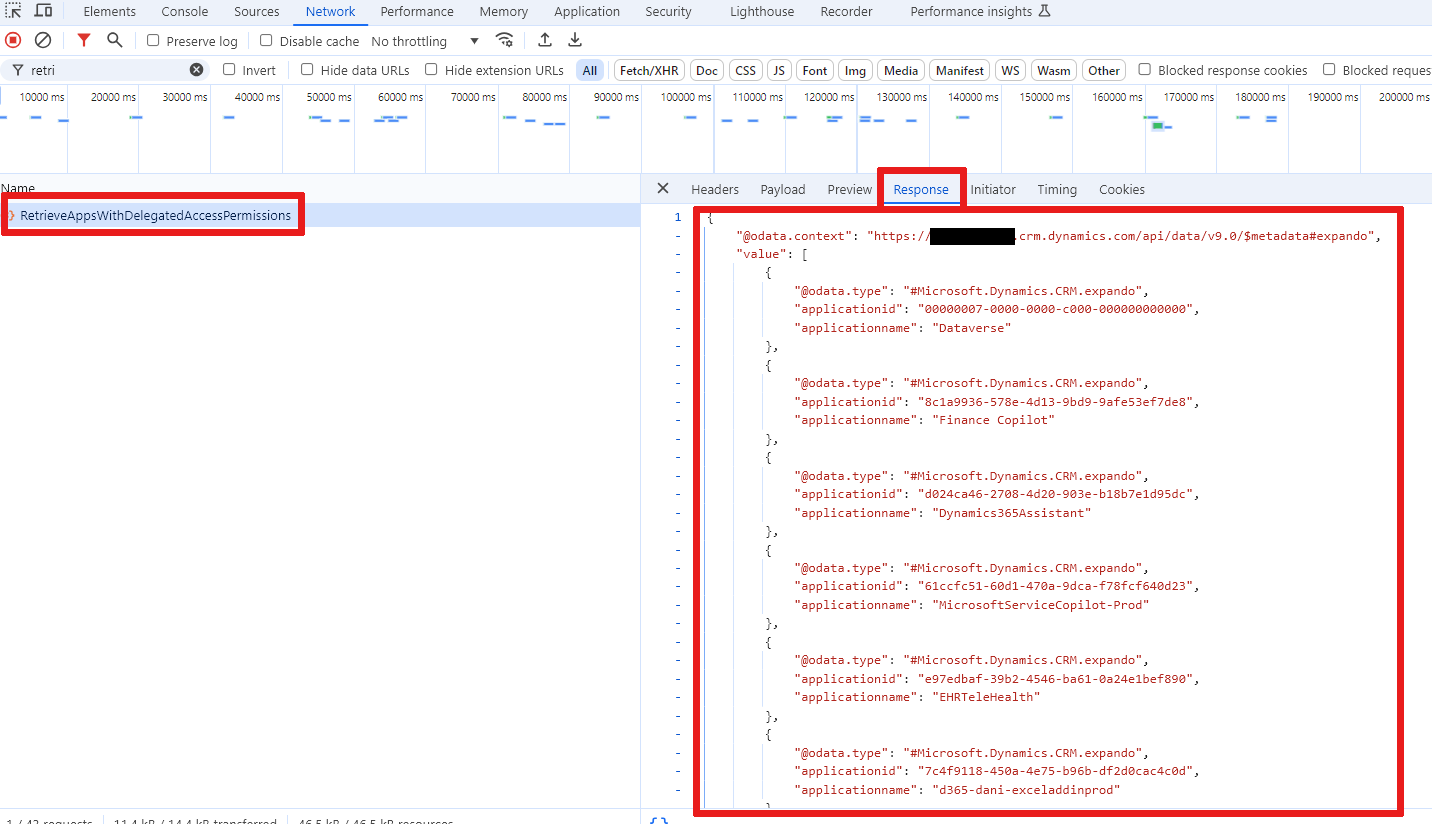 Elements Console Sources Network Performance Memory Application Security Lighthouse Recorder Performance insights
Preserve log Disable cache No throttling
retri Invert Hide data URLs Hide extension URLs All Fetch/XHR Doc CSS JS Font Img Media Manifest WS Wasm Other Blocked response cookies Blocked reques
10000 ms 20000 ms 30000 ms 40000 ms 50000 ms 60000 ms 70000 ms 80000 ms 90000 ms 100000 ms 110000 ms 120000 ms 130000 ms 140000 ms 150000 ms 160000 ms 170000 ms 180000 ms 190000 ms 200000 ms
Name
RetrieveAppsWithDelegatedAccessPermissions
Headers Payload Preview Response Initiator Timing Cookies
1 {
- "@odata.context": "https:// .crm.dynamics.com/api/data/v9.0/$metadata#expando",
- "value": [
- {
- "@odata.type": "#Microsoft.Dynamics.CRM.expando",
- "applicationid": "00000007-0000-0000-c000-000000000000",
- "applicationname": "Dataverse"
- },
- {
- "@odata.type": "#Microsoft.Dynamics.CRM.expando",
- "applicationid": "8c1a9936-578e-4d13-9bd9-9afe53ef7de8",
- "applicationname": "Finance Copilot"
- },
- {
- "@odata.type": "#Microsoft.Dynamics.CRM.expando",
- "applicationid": "d024ca46-2708-4d20-903e-b18b7e1d95dc",
- "applicationname": "Dynamics365Assistant"
- },
- {
- "@odata.type": "#Microsoft.Dynamics.CRM.expando",
- "applicationid": "61ccfc51-60d1-470a-9dca-f78fcf640d23",
- "applicationname": "MicrosoftServiceCopilot-Prod"
- },
- {
- "@odata.type": "#Microsoft.Dynamics.CRM.expando",
- "applicationid": "e97edbaf-39b2-4546-ba61-0a24e1bef890",
- "applicationname": "EHRTeleHealth"
- },
- {
- "@odata.type": "#Microsoft.Dynamics.CRM.expando",
- "applicationid": "7c4f9118-450a-4e75-b96b-df2d0cac4c0d",
- "applicationname": "d365-dani-exceladdinprod"
1 / 43 requests 11.4 kB / 14.4 kB transferred 46.5 kB / 46.5 kB resources
{ }